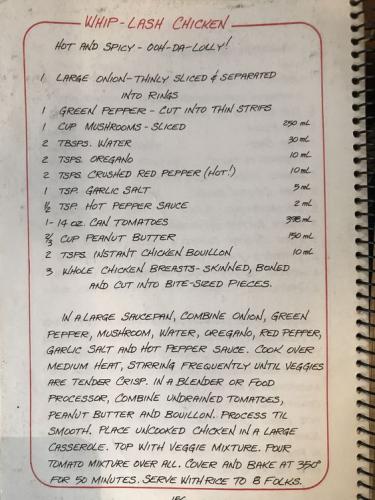 WHIP-LASH CHICKEN
HOT AND SPICY - OOH-DA-LOLLY!
1 LARGE ONION-THINLY SLICED & SEPARATED
INTO RINGS
1 GREEN PEPPER - CUT INTO THIN STRIPS
1 CUP MUSHROOMS - SLICED 250 mL
2 TBSPS. WATER 30 mL
2 TSPS. OREGANO 10 mL
2 TSPS. CRUSHED RED PEPPER (HOT!) 10 mL
1 TSP. GARLIC SALT 5 mL
1/2 TSP. HOT PEPPER SAUCE 2 mL
1-14 OZ. CAN TOMATOES 398 mL
2/3 CUP PEANUT BUTTER 150 mL
2 TSPS. INSTANT CHICKEN BOUILLON 10 mL
3 WHOLE CHICKEN BREASTS - SKINNED, BONED
AND CUT INTO BITE-SIZED PIECES.
IN A LARGE SAUCEPAN, COMBINE ONION, GREEN
PEPPER, MUSHROOM, WATER, OREGANO, RED PEPPER,
GARLIC SALT AND HOT PEPPER SAUCE. COOK OVER
MEDIUM HEAT, STIRRING FREQUENTLY UNTIL VEGGIES
ARE TENDER CRISP. IN A BLENDER OR FOOD
PROCESSOR, COMBINE UNDRAINED TOMATOES,
PEANUT BUTTER AND BOUILLON. PROCESS TIL
SMOOTH. PLACE UNCOOKED CHICKEN IN A LARGE
CASSEROLE. TOP WITH VEGGIE MIXTURE. POUR
TOMATO MIXTURE OVER ALL. COVER AND BAKE AT 350°
FOR 50 MINUTES. SERVE WITH RICE TO 8 FOLKS.